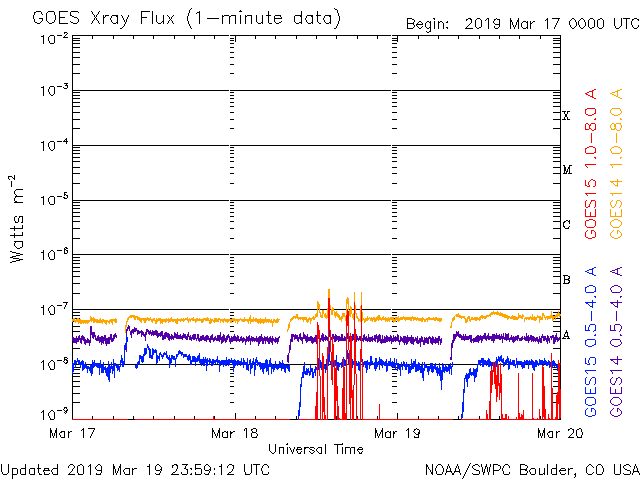 GOES Xray Flux (1-minute data)
Begin: 2019 Mar 17 0000 UTC
10⁻²
10⁻³
10⁻⁴
10⁻⁵
10⁻⁶
10⁻⁷
10⁻⁸
10⁻⁹
Watts m⁻²
X
M
C
B
A
GOES15 1.0-8.0 A
GOES14 1.0-8.0 A
GOES15 0.5-4.0 A
GOES14 0.5-4.0 A
Mar 17 Mar 18 Mar 19 Mar 20
Universal Time
Updated 2019 Mar 19 23:59:12 UTC
NOAA/SWPC Boulder, CO USA